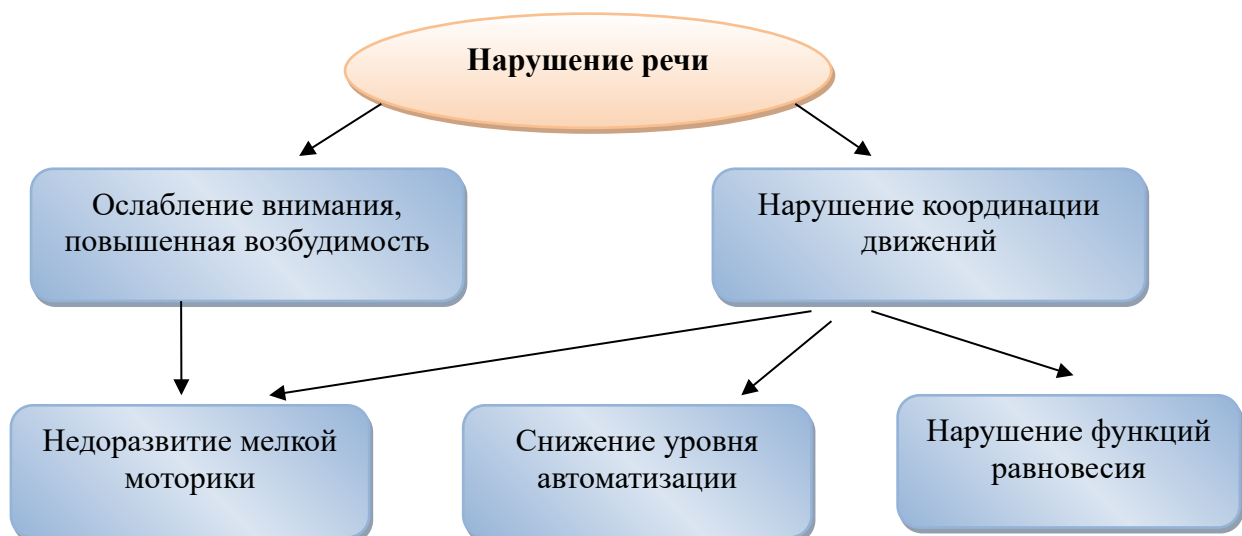 Нарушение речи
Ослабление внимания,
повышенная возбудимость
Нарушение координации
движений
Недоразвитие мелкой
моторики
Снижение уровня
автоматизации
Нарушение функций
равновесия